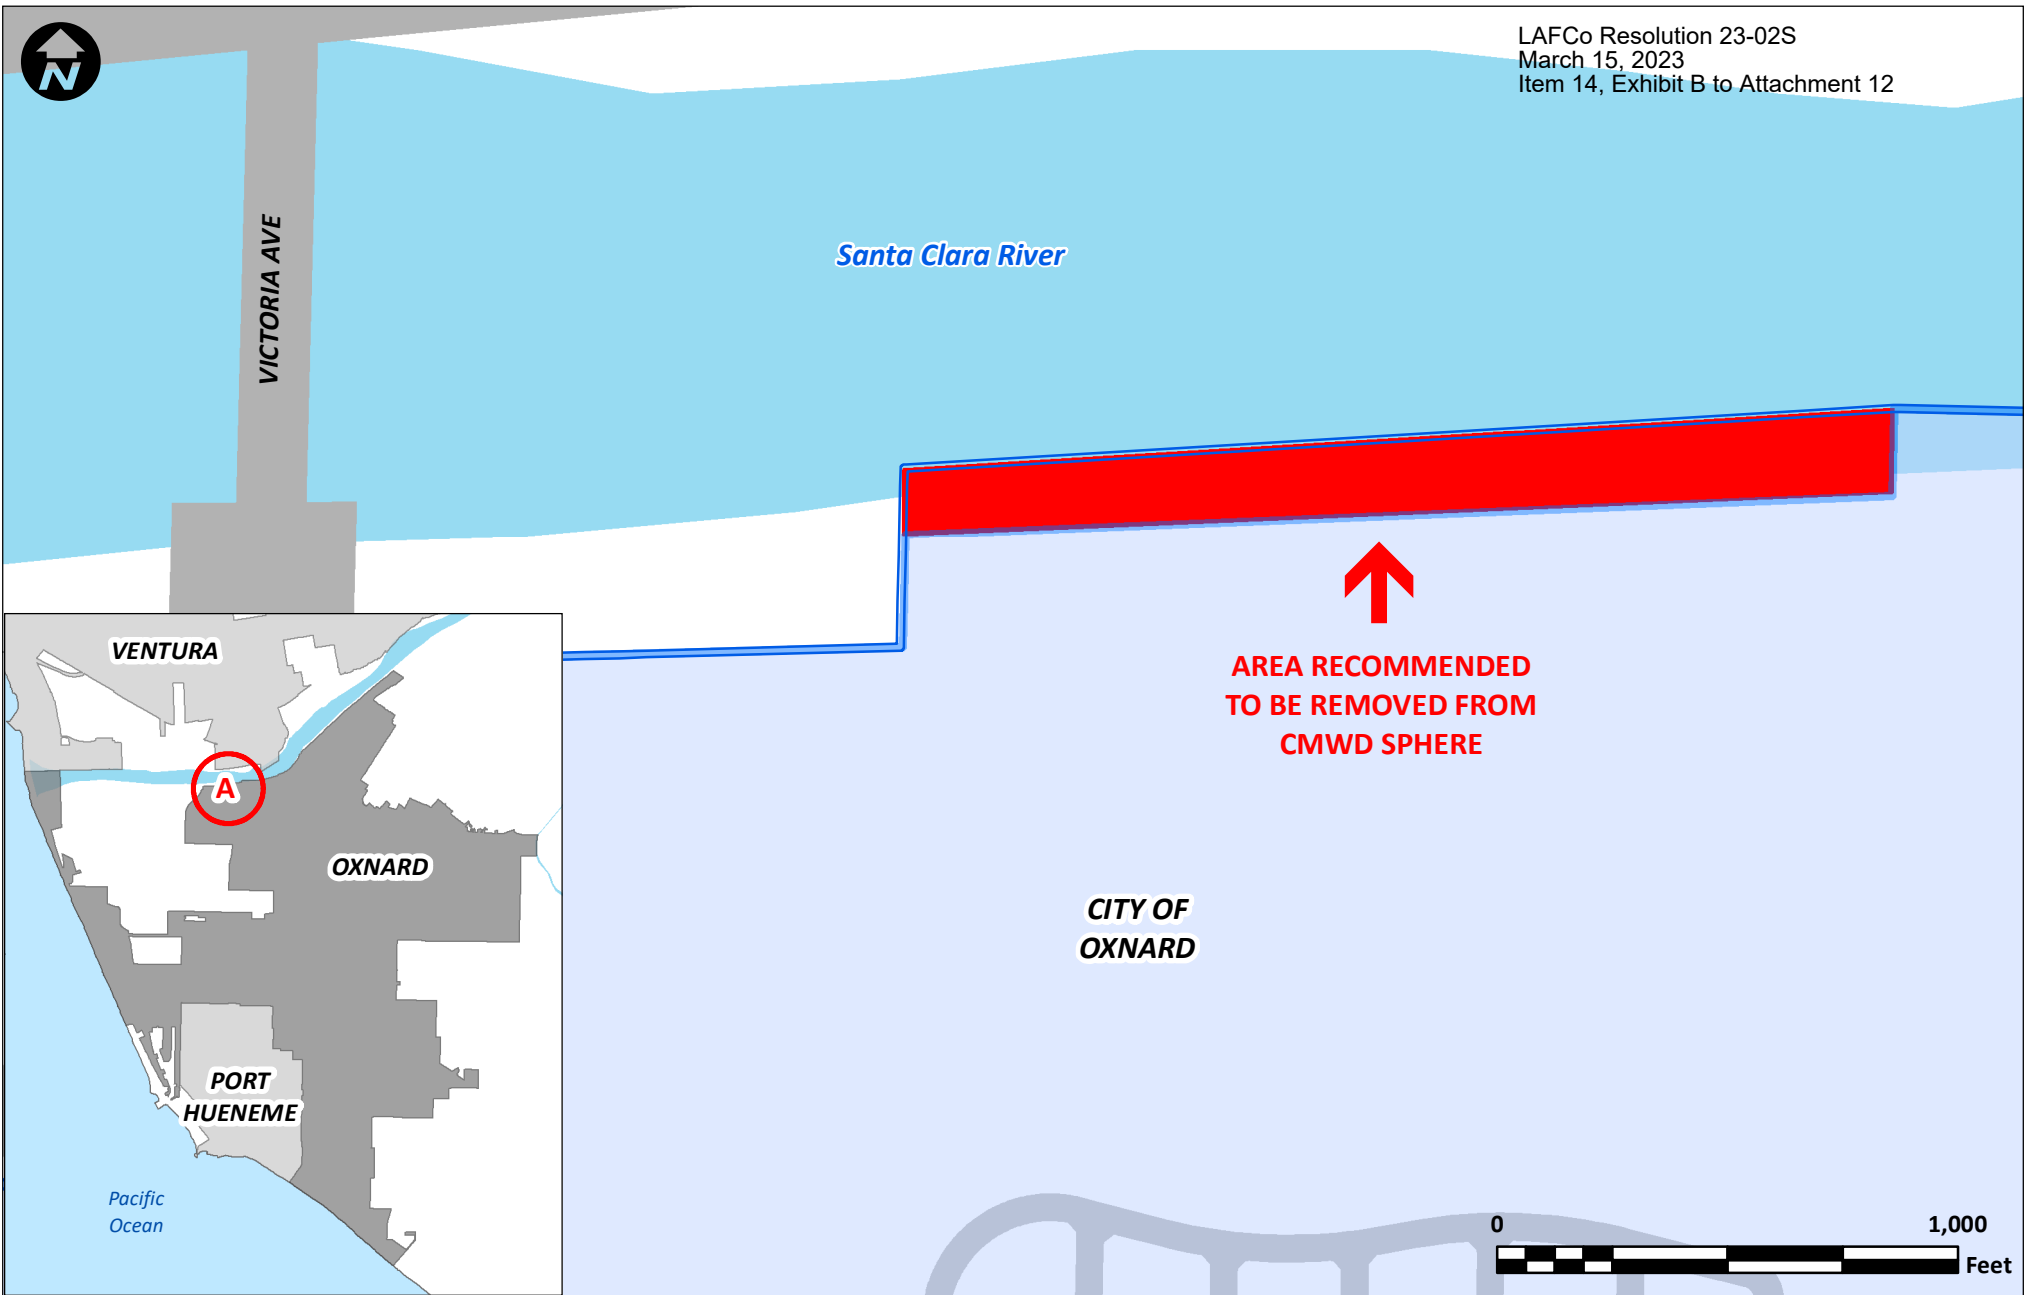 N
LAFCo Resolution 23-02S
March 15, 2023
Item 14, Exhibit B to Attachment 12
VICTORIA AVE
Santa Clara River
AREA RECOMMENDED
TO BE REMOVED FROM
CMWD SPHERE
CITY OF
OXNARD
VENTURA
A
OXNARD
PORT
HUENEME
Pacific
Ocean
0 1,000
Feet